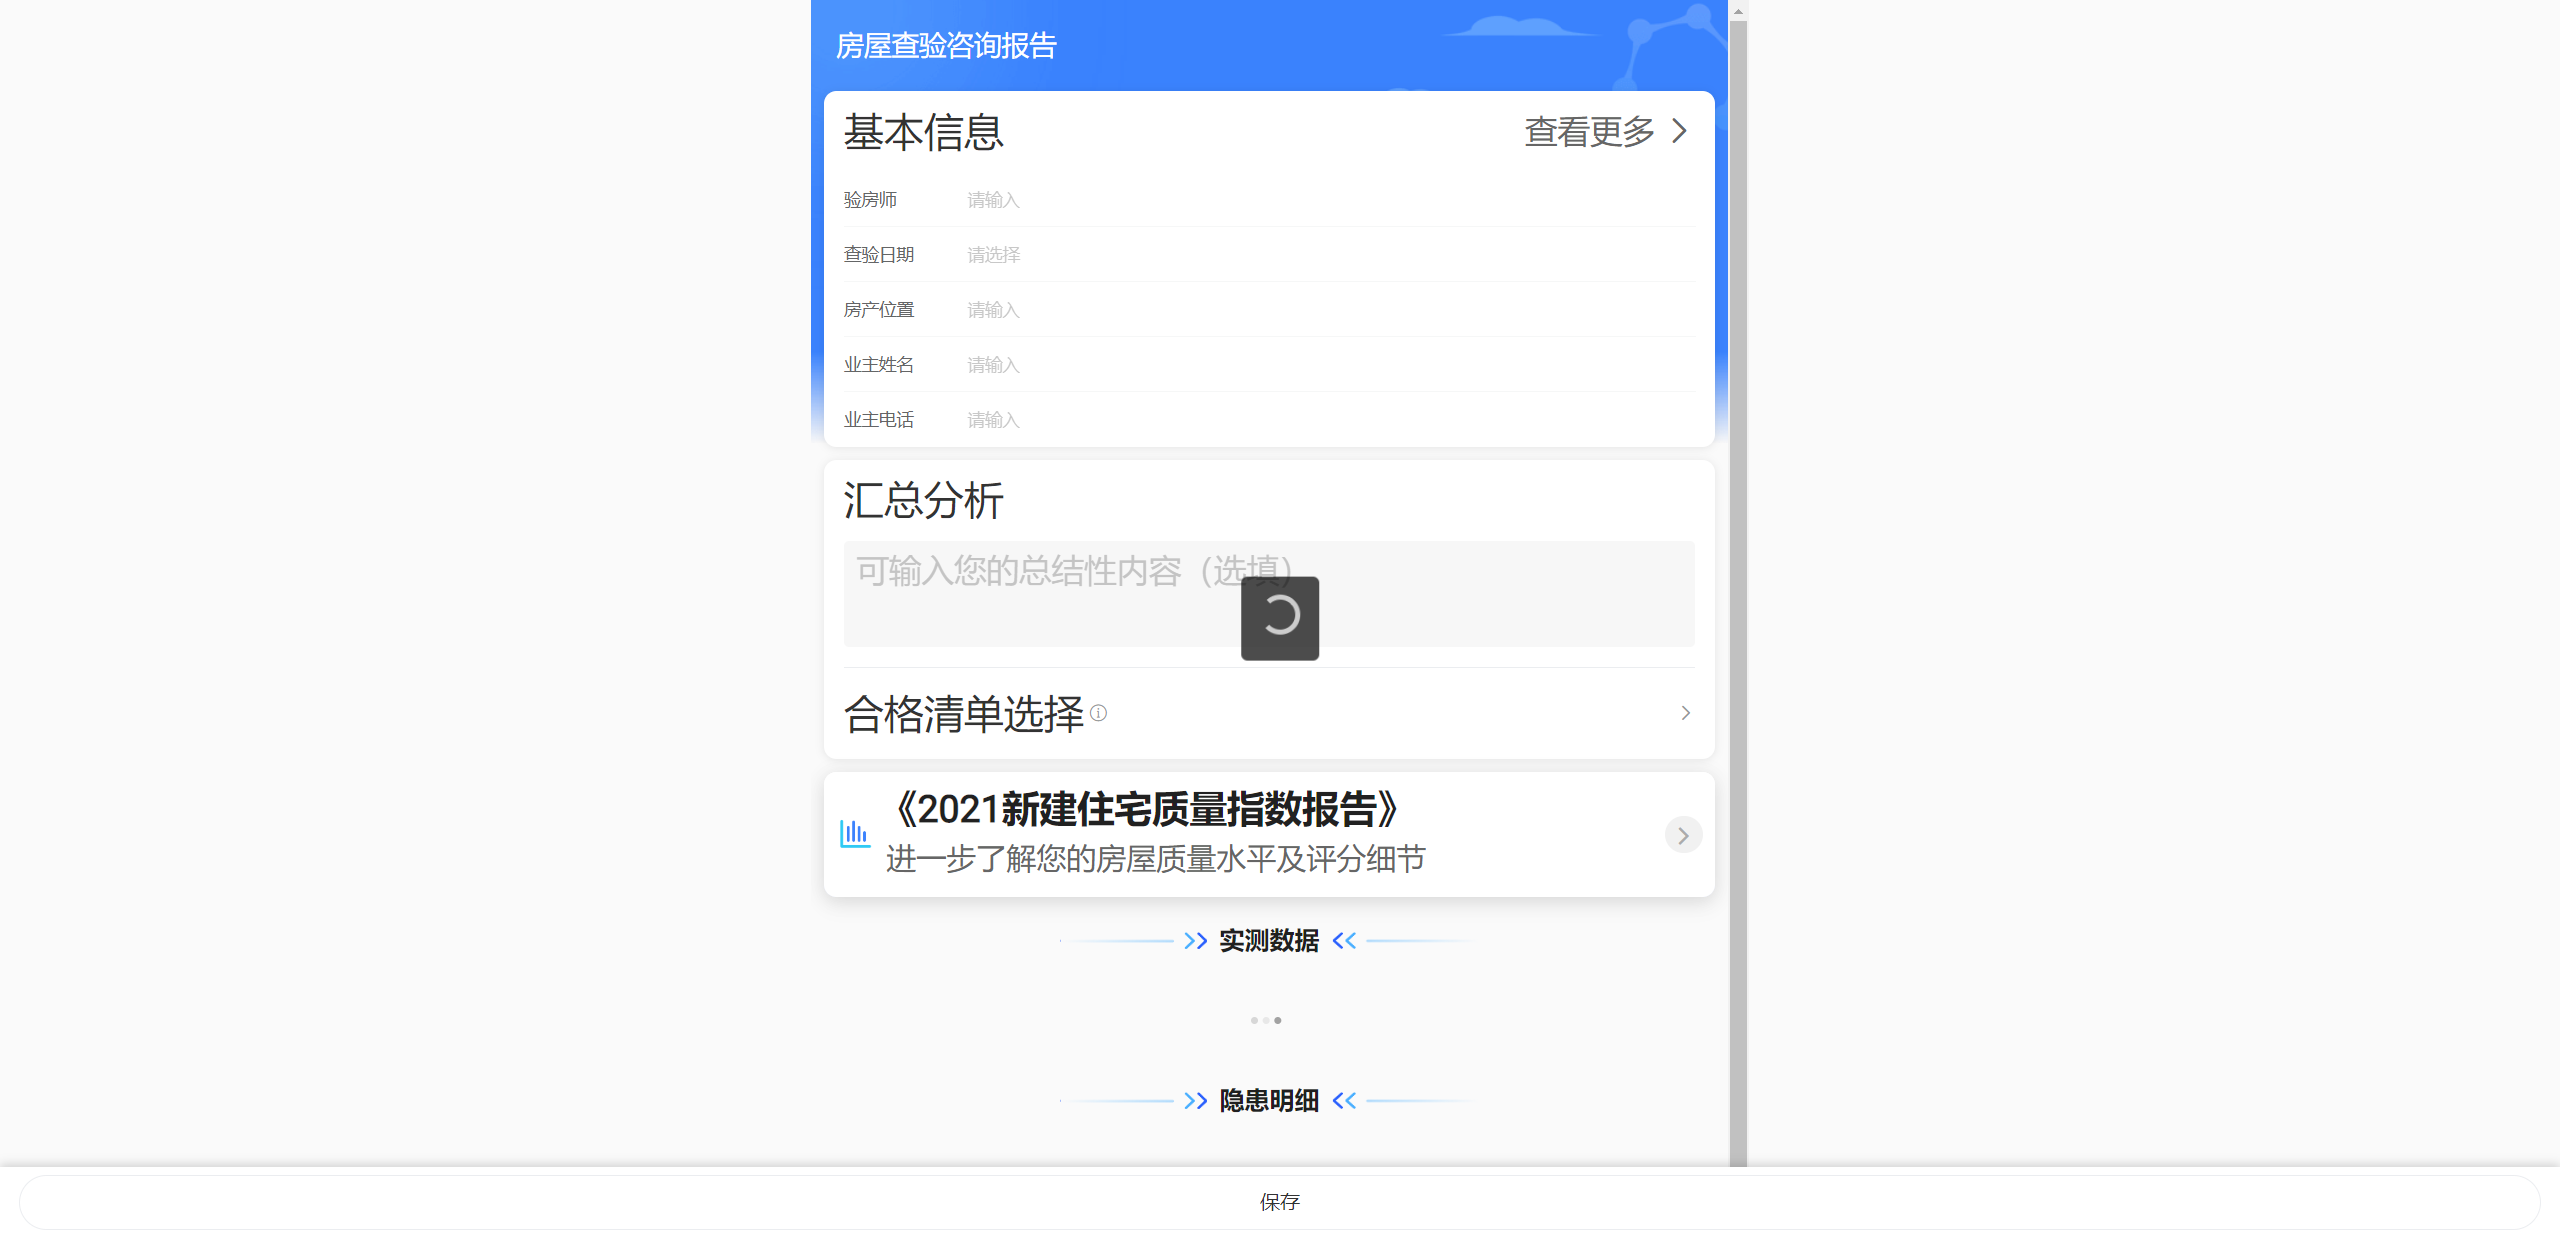 房屋查验咨询报告
基本信息
查看更多
验房师 请输入
查验日期 请选择
房产位置 请输入
业主姓名 请输入
业主电话 请输入
汇总分析
可输入您的总结性内容（选填）
合格清单选择
《2021新建住宅质量指数报告》
进一步了解您的房屋质量水平及评分细节
实测数据
隐患明细
保存